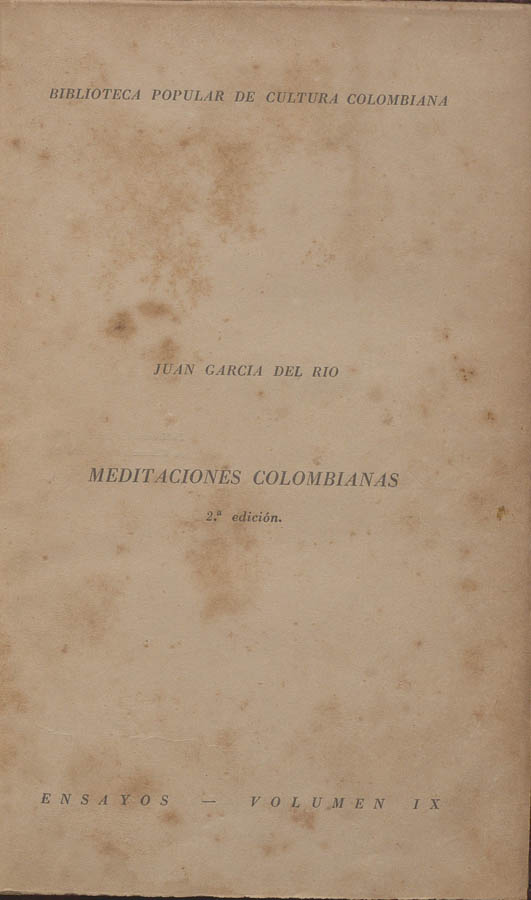 BIBLIOTECA POPULAR DE CULTURA COLOMBIANA
JUAN GARCIA DEL RIO
MEDITACIONES COLOMBIANAS
2.ª edición.
ENSAYOS — VOLUMEN IX